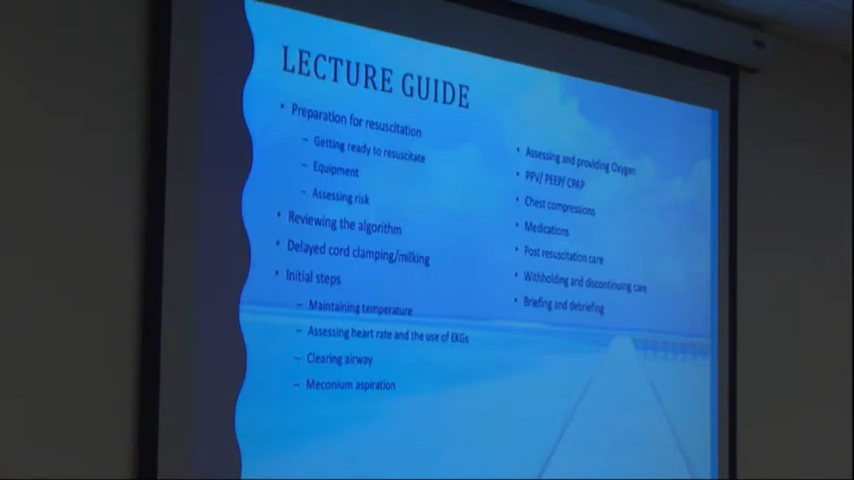 LECTURE GUIDE
• Preparation for resuscitation
– Getting ready to resuscitate
– Equipment
– Assessing risk
• Reviewing the algorithm
• Delayed cord clamping/milking
• Initial steps
– Maintaining temperature
– Assessing heart rate and the use of EKGs
– Clearing airway
– Meconium aspiration
• Assessing and providing Oxygen
• PPV/ PEEP/ CPAP
• Chest compressions
• Medications
• Post resuscitation care
• Withholding and discontinuing care
• Briefing and debriefing